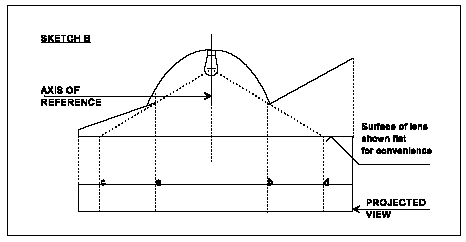 SKETCH B
AXIS OF
REFERENCE
Surface of lens
shown flat
for convenience
c a b d
PROJECTED
VIEW